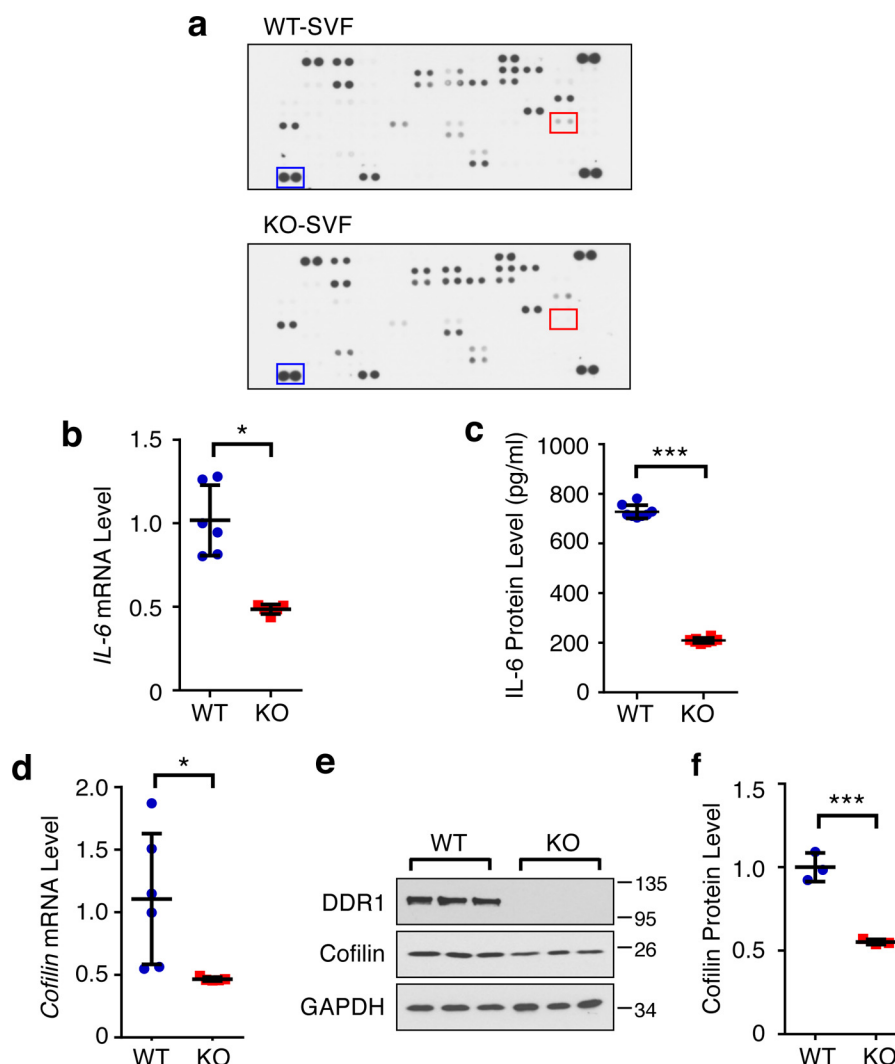 a
WT-SVF
KO-SVF
b
IL-6 mRNA Level
1.5
1.0
0.5
0
*
WT KO
c
IL-6 Protein Level (pg/ml)
1000
800
600
400
200
0
***
WT KO
d
Cofilin mRNA Level
2.0
1.5
1.0
0.5
0
*
WT KO
e
WT KO
DDR1
135
95
Cofilin
26
GAPDH
34
f
Cofilin Protein Level
1.5
1.0
0.5
0
***
WT KO